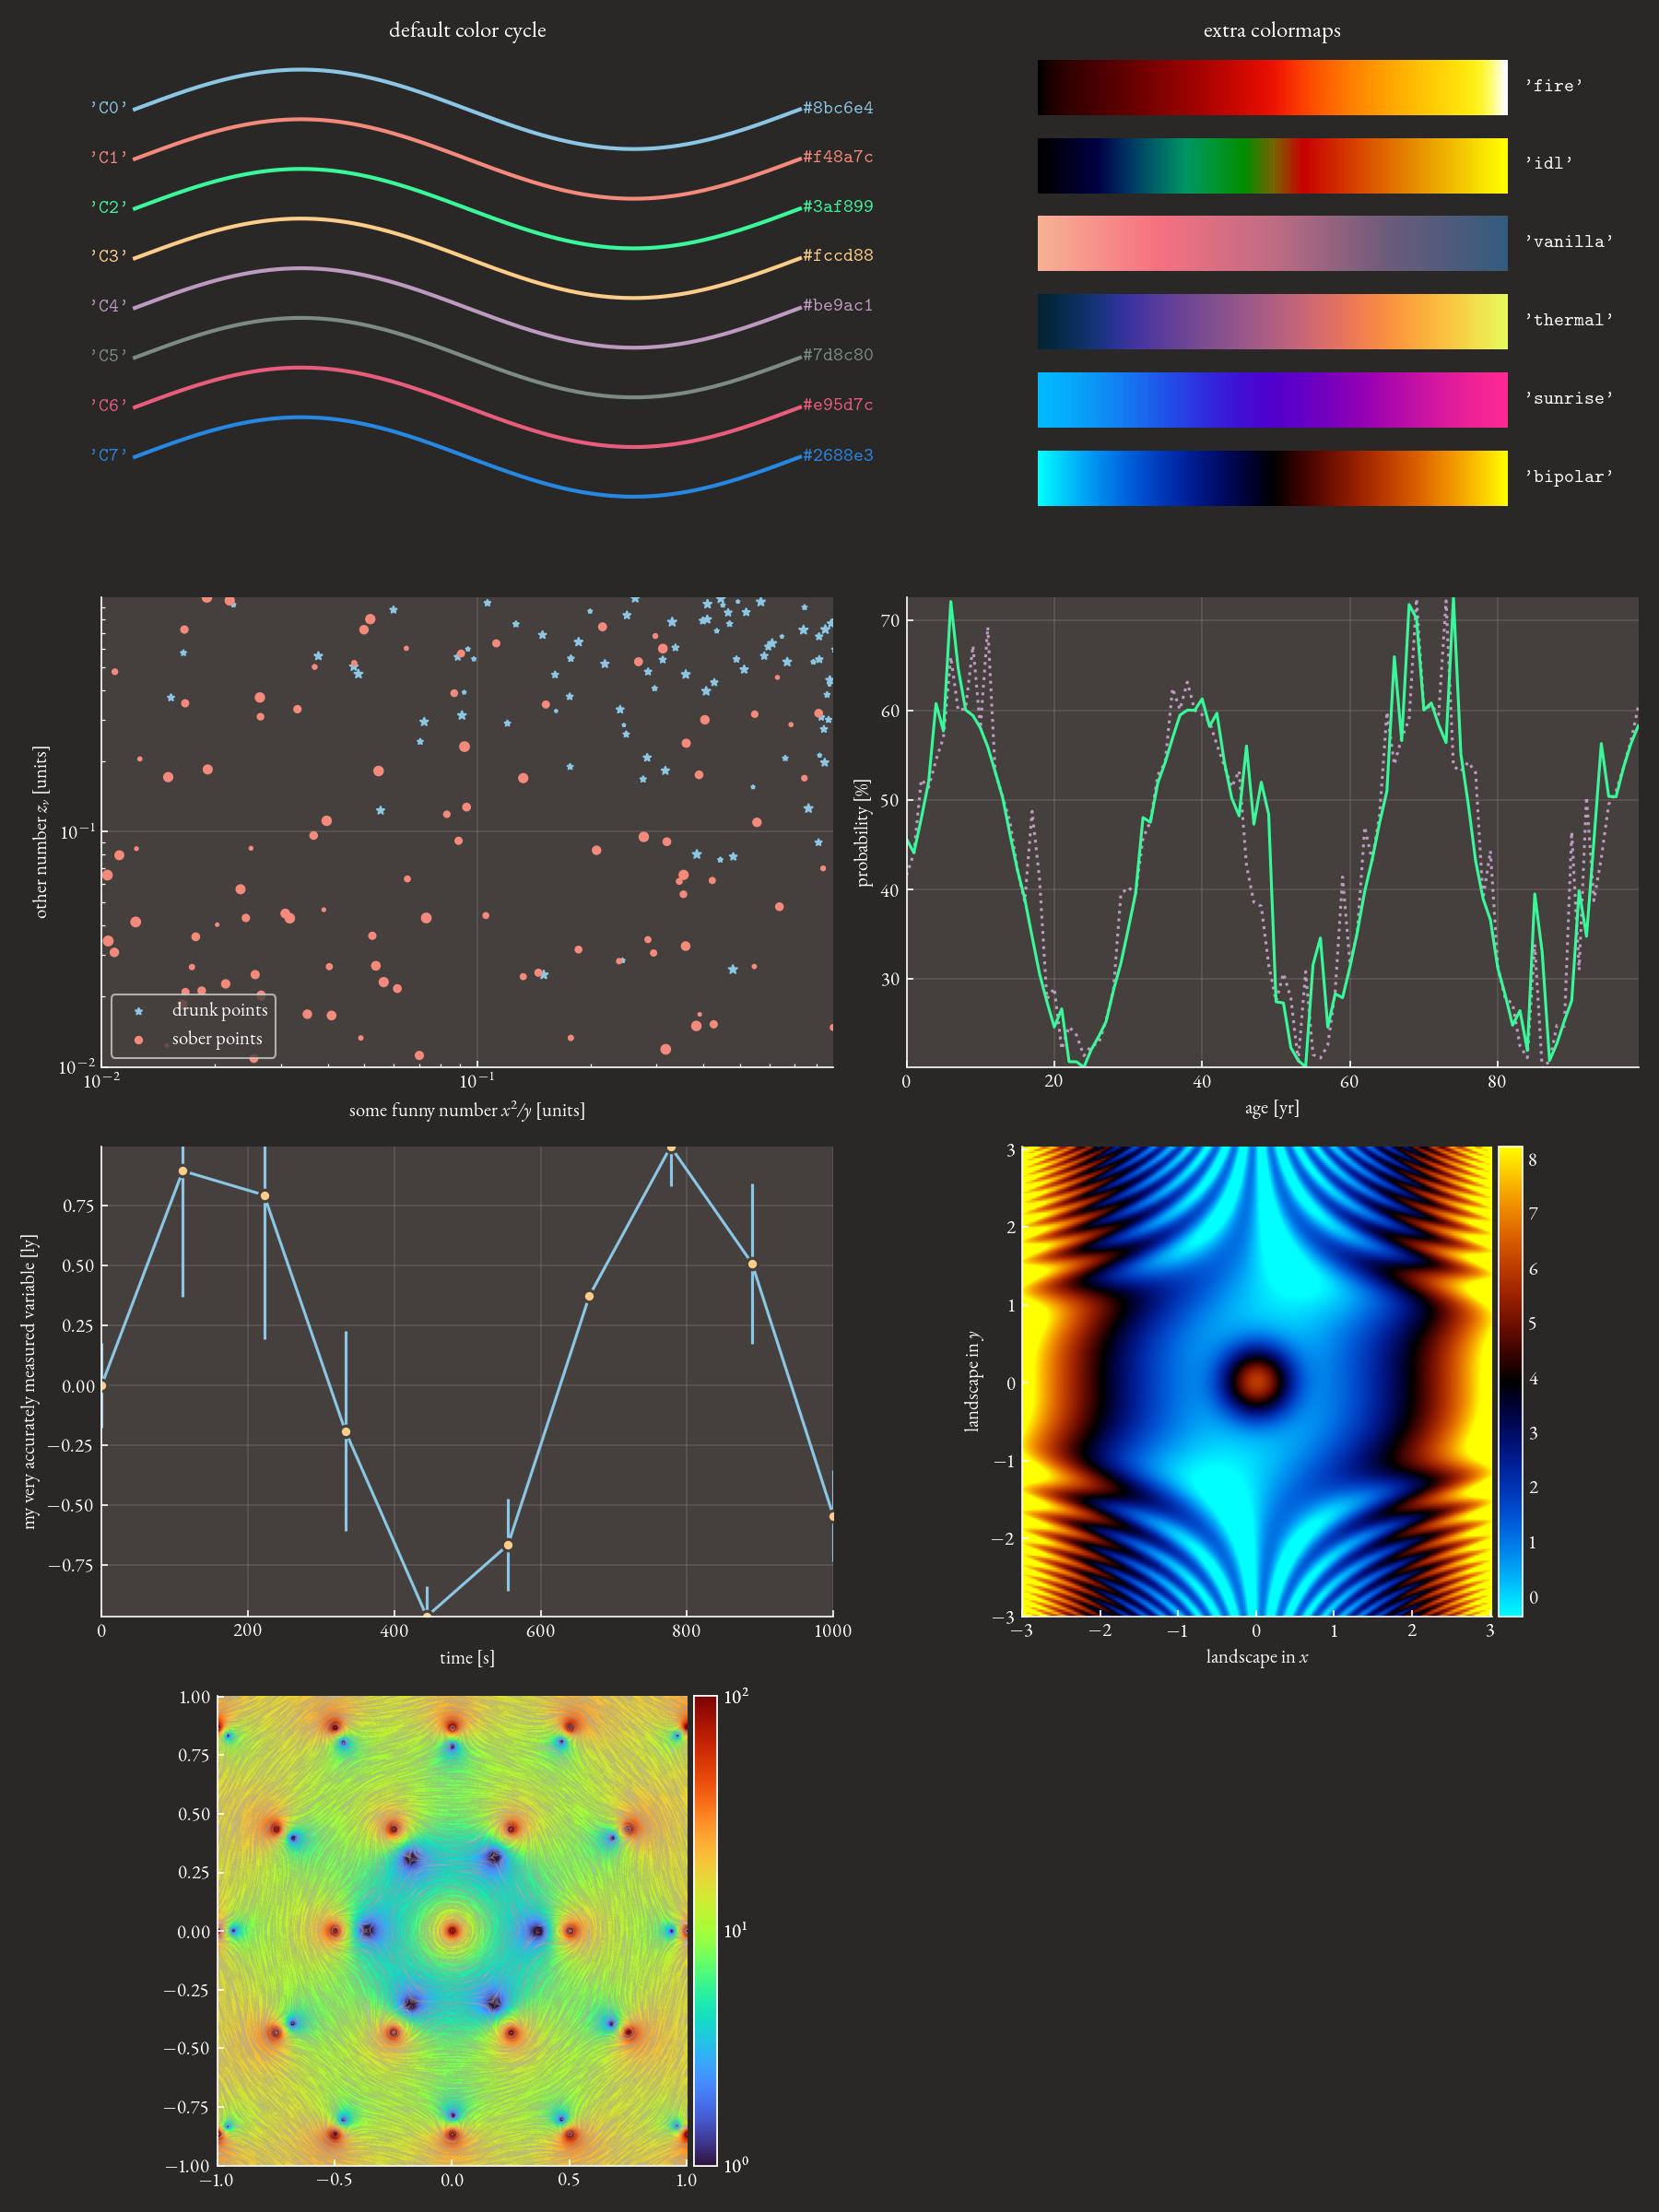 default color cycle
extra colormaps
'C0' #8bc6e4
'C1' #f48a7c
'C2' #3af899
'C3' #fccd88
'C4' #be9ac1
'C5' #7d8c80
'C6' #e95d7c
'C7' #2688e3
'fire'
'idl'
'vanilla'
'thermal'
'sunrise'
'bipolar'
other number zᵥ [units]
10⁻¹
10⁻²
drunk points
sober points
10⁻² 10⁻¹
some funny number x²/y [units]
probability [%]
70
60
50
40
30
0 20 40 60 80
age [yr]
my very accurately measured variable [ly]
0.75
0.50
0.25
0.00
−0.25
−0.50
−0.75
0 200 400 600 800 1000
time [s]
landscape in y
3
2
1
0
−1
−2
−3
−3 −2 −1 0 1 2 3
landscape in x
8
7
6
5
4
3
2
1
0
1.00
0.75
0.50
0.25
0.00
−0.25
−0.50
−0.75
−1.00
−1.0 −0.5 0.0 0.5 1.0
10²
10¹
10⁰